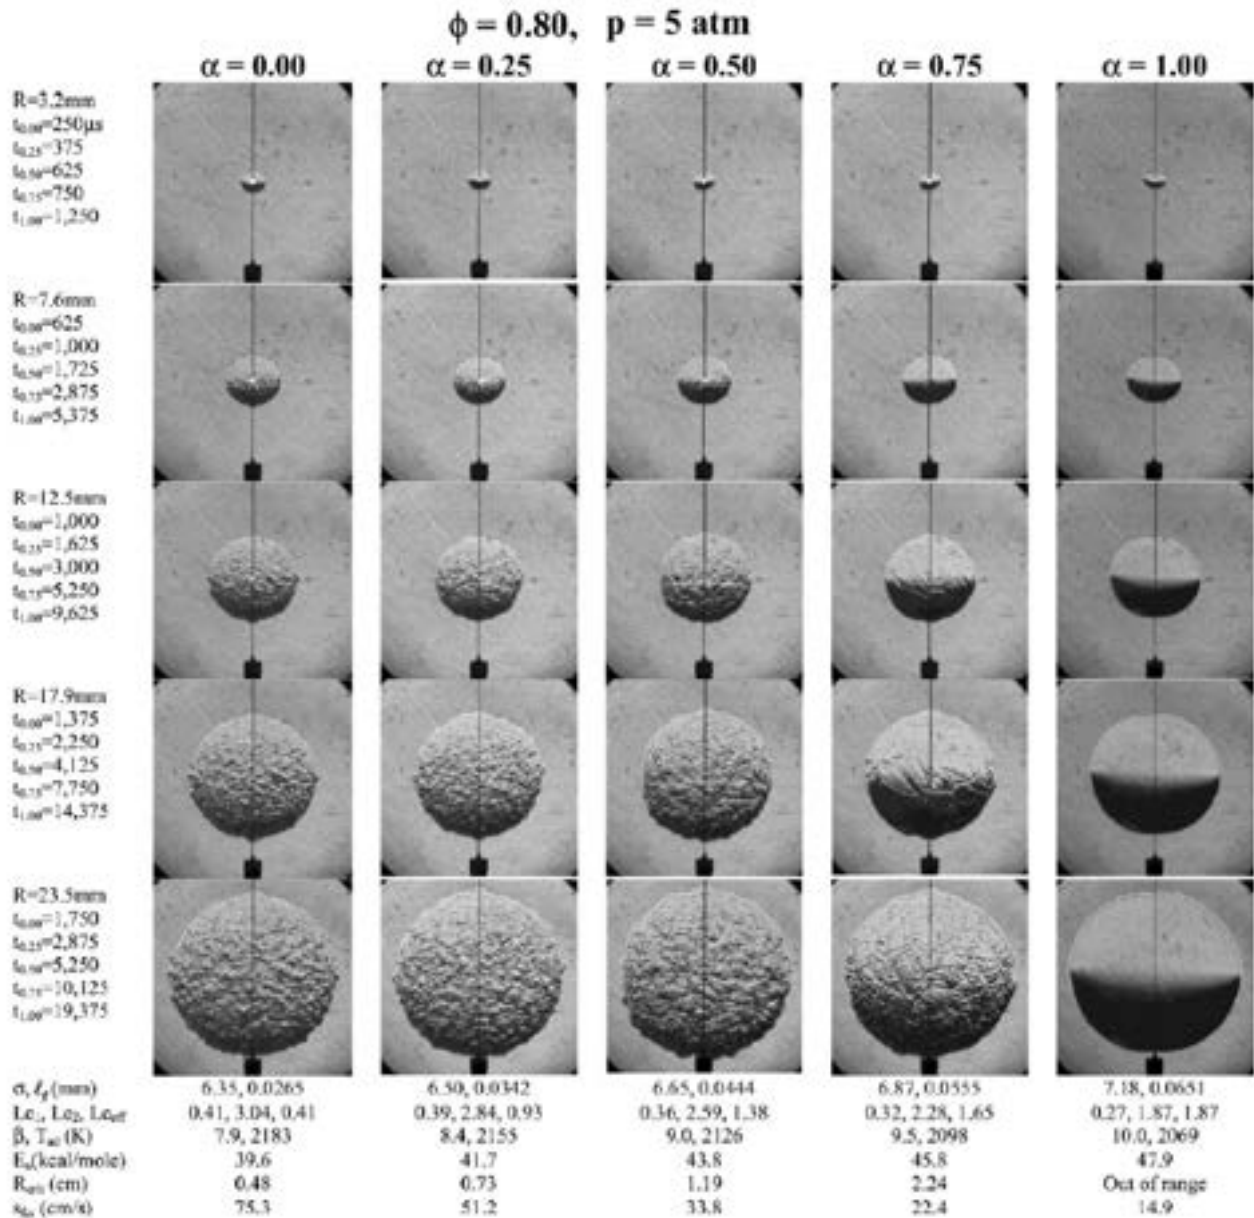 ϕ = 0.80, p = 5 atm
α = 0.00 α = 0.25 α = 0.50 α = 0.75 α = 1.00
R=3.2mm
t0.00=250μs
t0.25=375
t0.50=625
t0.75=750
t1.00=1,250
R=7.6mm
t0.00=625
t0.25=1,000
t0.50=1,725
t0.75=2,875
t1.00=5,375
R=12.5mm
t0.00=1,000
t0.25=1,625
t0.50=3,000
t0.75=5,250
t1.00=9,625
R=17.9mm
t0.00=1,375
t0.25=2,250
t0.50=4,125
t0.75=7,750
t1.00=14,375
R=23.5mm
t0.00=1,750
t0.25=2,875
t0.50=5,250
t0.75=10,125
t1.00=19,375
σ, ℓf (mm) 6.35, 0.0265 6.50, 0.0342 6.65, 0.0444 6.87, 0.0555 7.18, 0.0651
Le1, Le2, Leeff 0.41, 3.04, 0.41 0.39, 2.84, 0.93 0.36, 2.59, 1.38 0.32, 2.28, 1.65 0.27, 1.87, 1.87
β, Tad (K) 7.9, 2183 8.4, 2155 9.0, 2126 9.5, 2098 10.0, 2069
Ea(kcal/mole) 39.6 41.7 43.8 45.8 47.9
Rcri (cm) 0.48 0.73 1.19 2.24 Out of range
(cm/s) 75.3 51.2 33.8 22.4 14.9